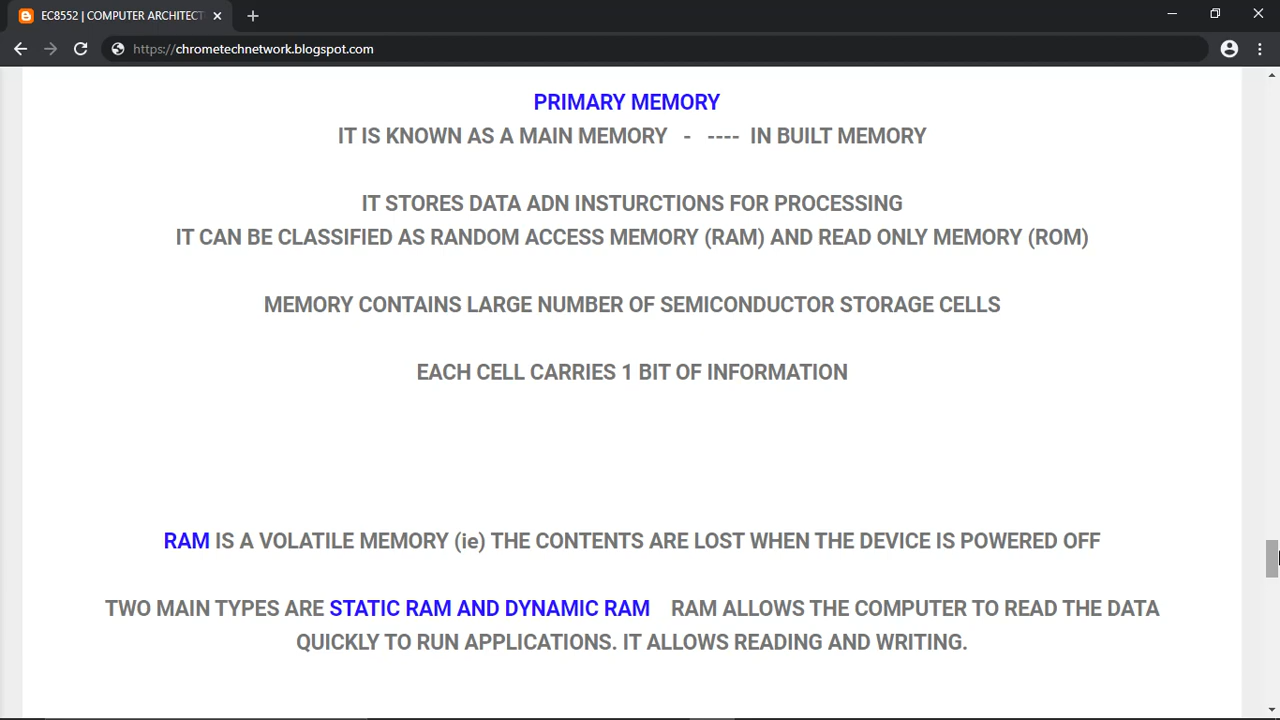 EC8552 | COMPUTER ARCHITECT
https://chrometechnetwork.blogspot.com
PRIMARY MEMORY
IT IS KNOWN AS A MAIN MEMORY - ---- IN BUILT MEMORY
IT STORES DATA ADN INSTURCTIONS FOR PROCESSING
IT CAN BE CLASSIFIED AS RANDOM ACCESS MEMORY (RAM) AND READ ONLY MEMORY (ROM)
MEMORY CONTAINS LARGE NUMBER OF SEMICONDUCTOR STORAGE CELLS
EACH CELL CARRIES 1 BIT OF INFORMATION
RAM IS A VOLATILE MEMORY (ie) THE CONTENTS ARE LOST WHEN THE DEVICE IS POWERED OFF
TWO MAIN TYPES ARE STATIC RAM AND DYNAMIC RAM RAM ALLOWS THE COMPUTER TO READ THE DATA
QUICKLY TO RUN APPLICATIONS. IT ALLOWS READING AND WRITING.